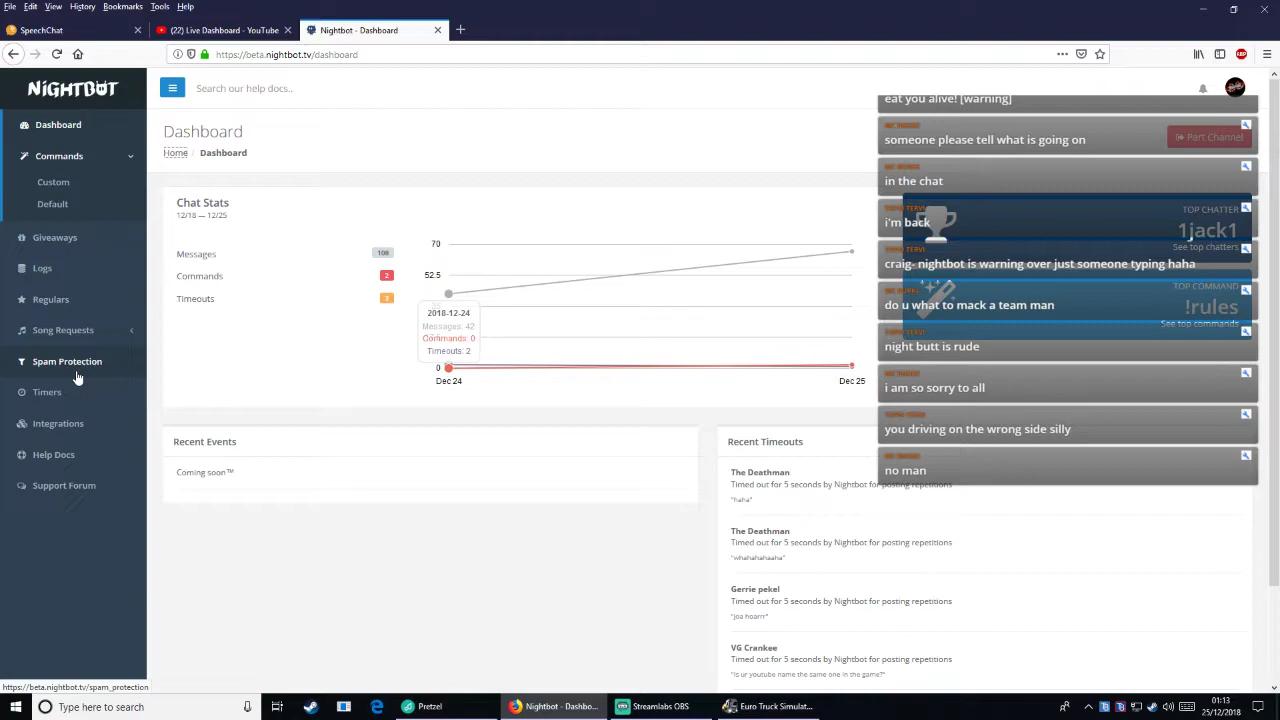 File Edit View History Bookmarks Tools Help
SpeechChat
(22) Live Dashboard - YouTube
Nightbot - Dashboard
https://beta.nightbot.tv/dashboard
NIGHTBOT
Search our help docs..
Dashboard
Commands
Custom
Default
Giveaways
Logs
Regulars
Song Requests
Spam Protection
Timers
Integrations
Help Docs
Support Forum
https://beta.nightbot.tv/spam_protection
Dashboard
Home / Dashboard
Part Channel
Chat Stats
12/18 — 12/25
Messages 108
Commands 2
Timeouts 3
70
52.5
0
2018-12-24
Messages: 42
Commands: 0
Timeouts: 2
Dec 24
Dec 25
TOP CHATTER
1jack1
See top chatters
TOP COMMAND
!rules
See top commands
eat you alive! [warning]
someone please tell what is going on
in the chat
i'm back
craig- nightbot is warning over just someone typing haha
do u what to mack a team man
night butt is rude
i am so sorry to all
you driving on the wrong side silly
no man
Recent Events
Coming soon™
Recent Timeouts
The Deathman
Timed out for 5 seconds by Nightbot for posting repetitions
"haha"
The Deathman
Timed out for 5 seconds by Nightbot for posting repetitions
"whahahahaaha"
Gerrie pekel
Timed out for 5 seconds by Nightbot for posting repetitions
"joa hoarrr"
VG Crankee
Timed out for 5 seconds by Nightbot for posting repetitions
"Is ur youtube name the same one in the game?"
Type here to search
Pretzel
Nightbot - Dashbo...
Streamlabs OBS
Euro Truck Simulat...
01:13
25/12/2018